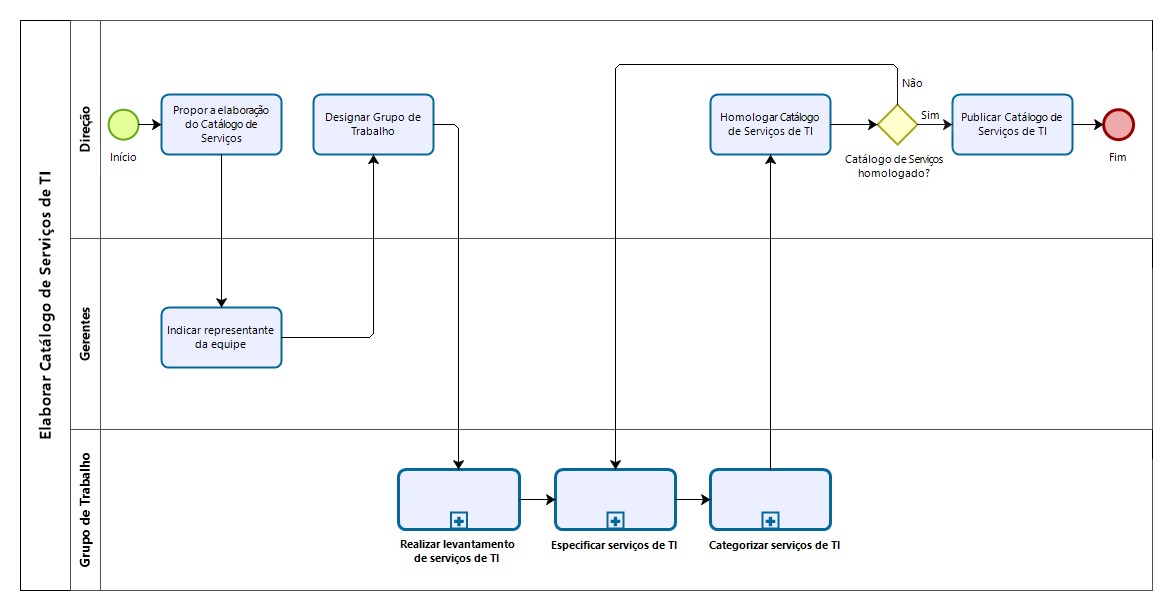 Elaborar Catálogo de Serviços de TI
Direção
Início
Propor a elaboração
do Catálogo de
Serviços
Designar Grupo de
Trabalho
Homologar Catálogo
de Serviços de TI
Não
Sim
Catálogo de Serviços
homologado?
Publicar Catálogo de
Serviços de TI
Fim
Gerentes
Indicar representante
da equipe
Grupo de Trabalho
Realizar levantamento
de serviços de TI
Especificar serviços de TI
Categorizar serviços de TI